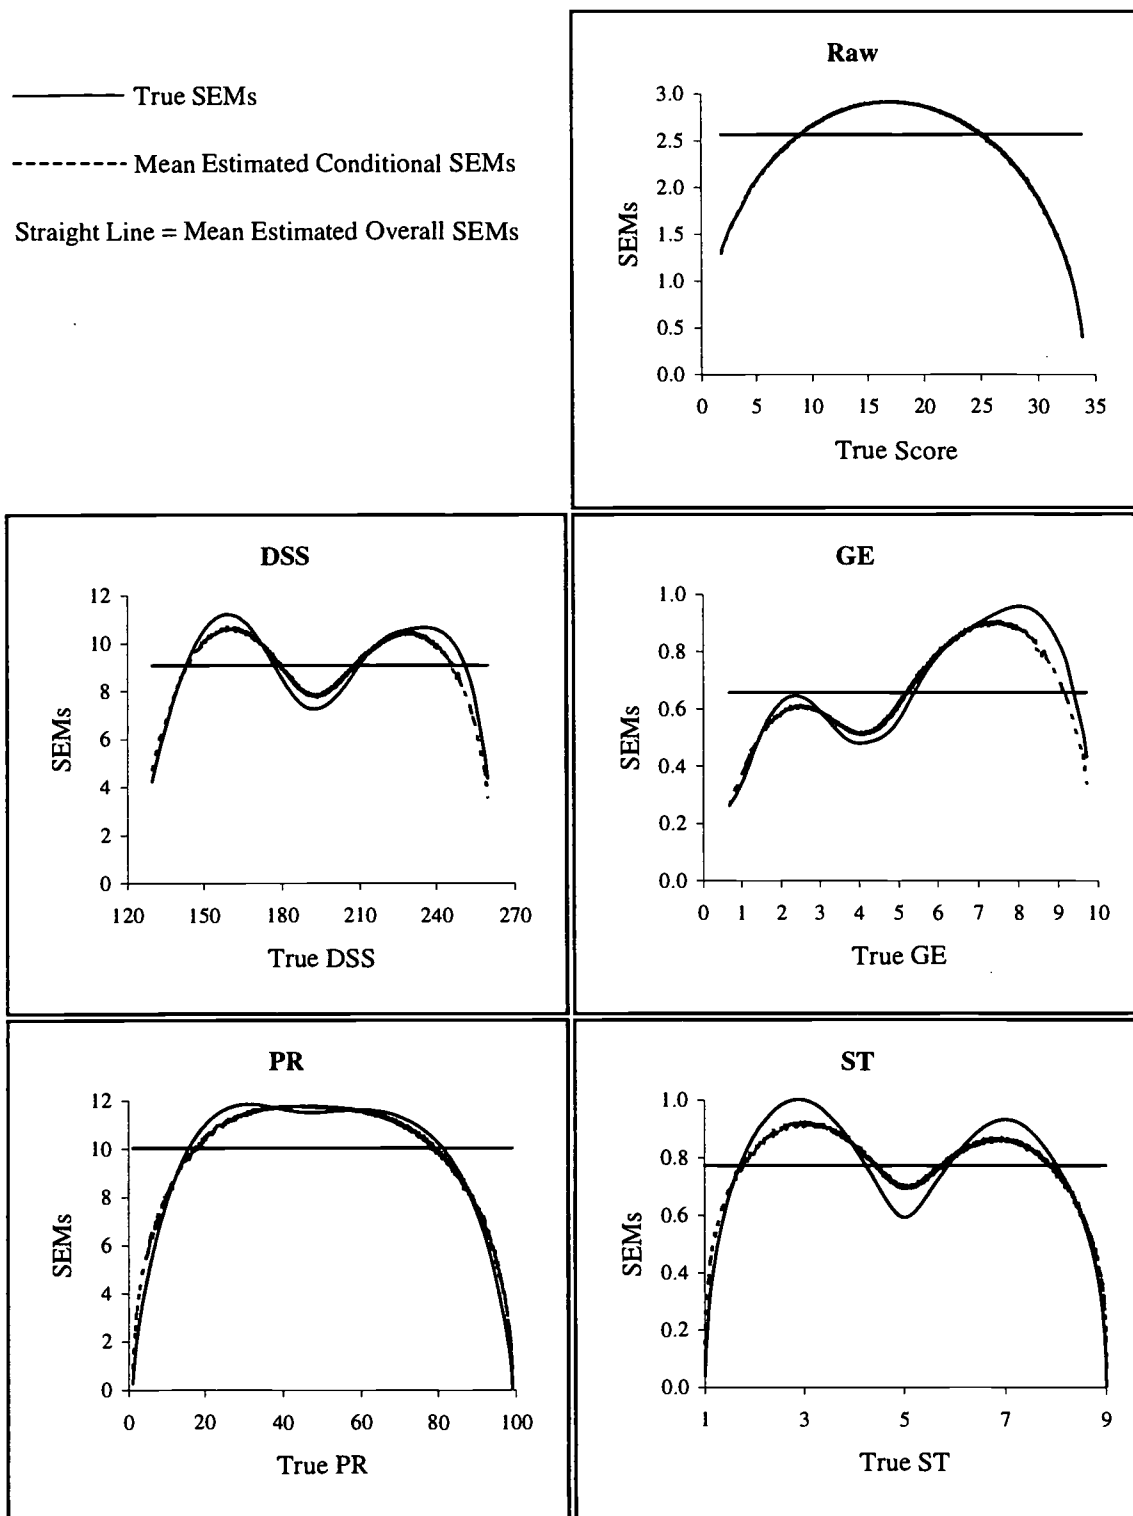 True SEMs
Mean Estimated Conditional SEMs
Straight Line = Mean Estimated Overall SEMs
Raw
3.0
2.5
2.0
1.5
1.0
0.5
0.0
SEMs
0 5 10 15 20 25 30 35
True Score
DSS
12
10
8
6
4
2
0
SEMs
120 150 180 210 240 270
True DSS
GE
1.0
0.8
0.6
0.4
0.2
0.0
SEMs
0 1 2 3 4 5 6 7 8 9 10
True GE
PR
12
10
8
6
4
2
0
SEMs
0 20 40 60 80 100
True PR
ST
1.0
0.8
0.6
0.4
0.2
0.0
SEMs
1 3 5 7 9
True ST